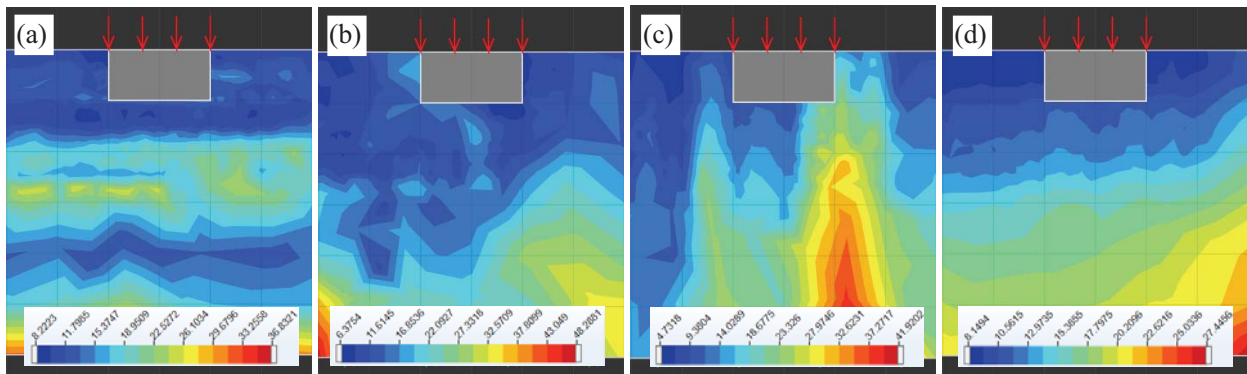 (a)
(b)
(c)
(d)
8.2223 11.7985 15.3747 18.9509 22.5272 26.1034 29.6796 33.2558 36.8321
6.3754 11.6145 16.8536 22.0927 27.3318 32.5709 37.8099 43.049 48.2881
4.7318 9.3804 14.0289 18.6775 23.326 27.9746 32.6231 37.2717 41.9202
8.1494 10.5615 12.9735 15.3855 17.7975 20.2096 22.6216 25.0336 27.4456